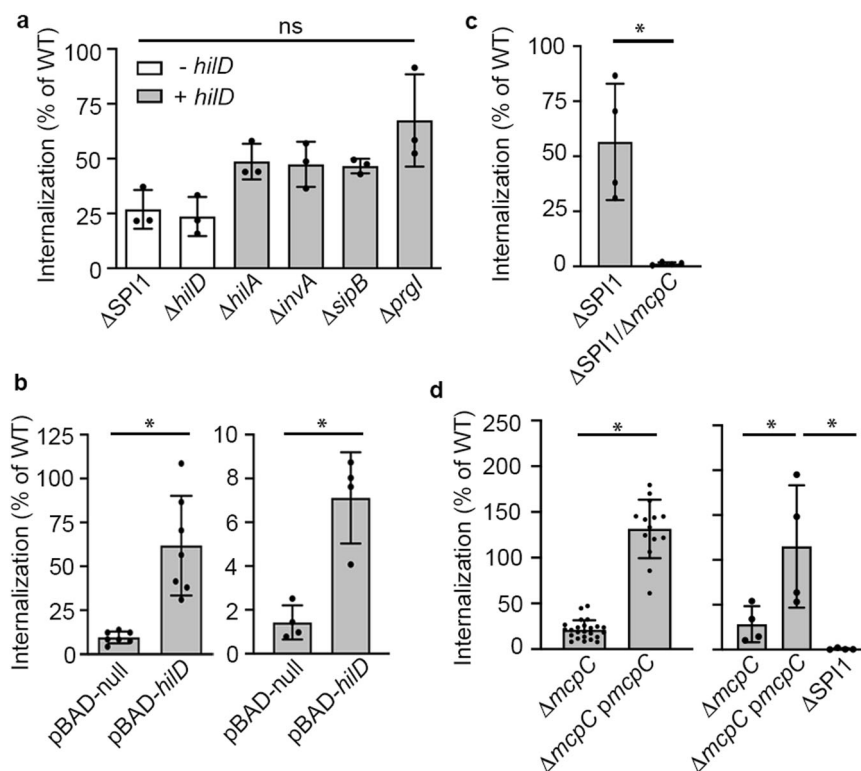 a
ns
Internalization (% of WT)
100
75
50
25
0
- hilD
+ hilD
ΔSPI1
ΔhilD
ΔhilA
ΔinvA
ΔsipB
ΔprgI
c
*
Internalization (% of WT)
100
75
50
25
0
ΔSPI1
ΔSPI1/ΔmcpC
b
*
Internalization (% of WT)
125
100
75
50
25
0
pBAD-null
pBAD-hilD
*
10
8
6
4
2
0
pBAD-null
pBAD-hilD
d
*
Internalization (% of WT)
250
200
150
100
50
0
ΔmcpC
ΔmcpC pmcpC
* *
ΔmcpC
ΔmcpC pmcpC
ΔSPI1